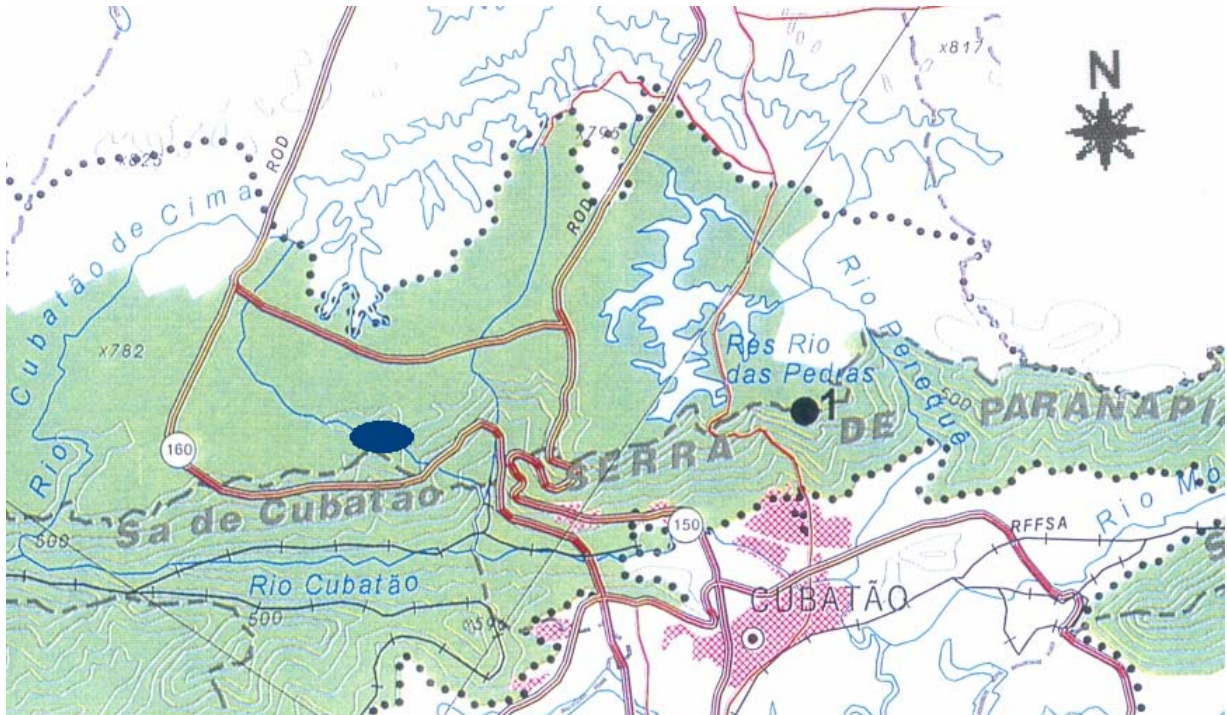 x817
N
x825
x795
ROD
ROD
Rio Cubatão de Cima
x782
Rio
Res Rio
das Pedras
Rio Perequê
500
1
SERRA DE PARANAPI
160
Sa de Cubatão
150
500
RFFSA
Rio Mo
Rio Cubatão
500
CUBATÃO